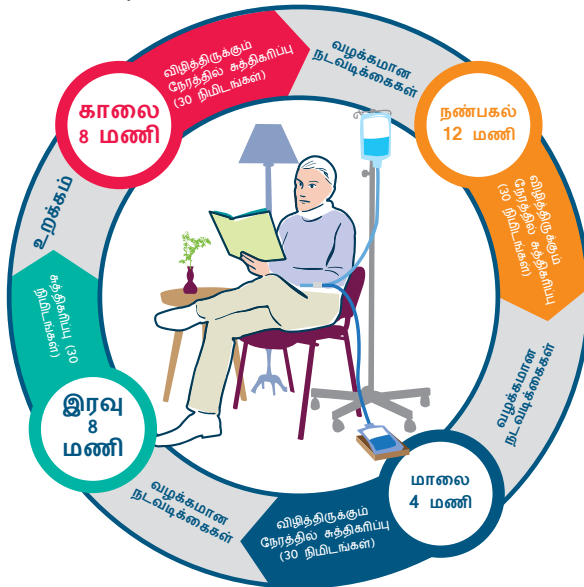 காலை
8 மணி
விழித்திருக்கும்
நேரத்தில் சுத்திகரிப்பு
(30 நிமிடங்கள்)
வழக்கமான
நடவடிக்கைகள்
நண்பகல்
12 மணி
விழித்திருக்கும்
நேரத்தில் சுத்திகரிப்பு
(30 நிமிடங்கள்)
வழக்கமான
நடவடிக்கைகள்
மாலை
4 மணி
விழித்திருக்கும்
நேரத்தில் சுத்திகரிப்பு
(30 நிமிடங்கள்)
வழக்கமான
நடவடிக்கைகள்
இரவு
8
மணி
சுத்திகரிப்பு (30
நிமிடங்கள்)
உறக்கம்